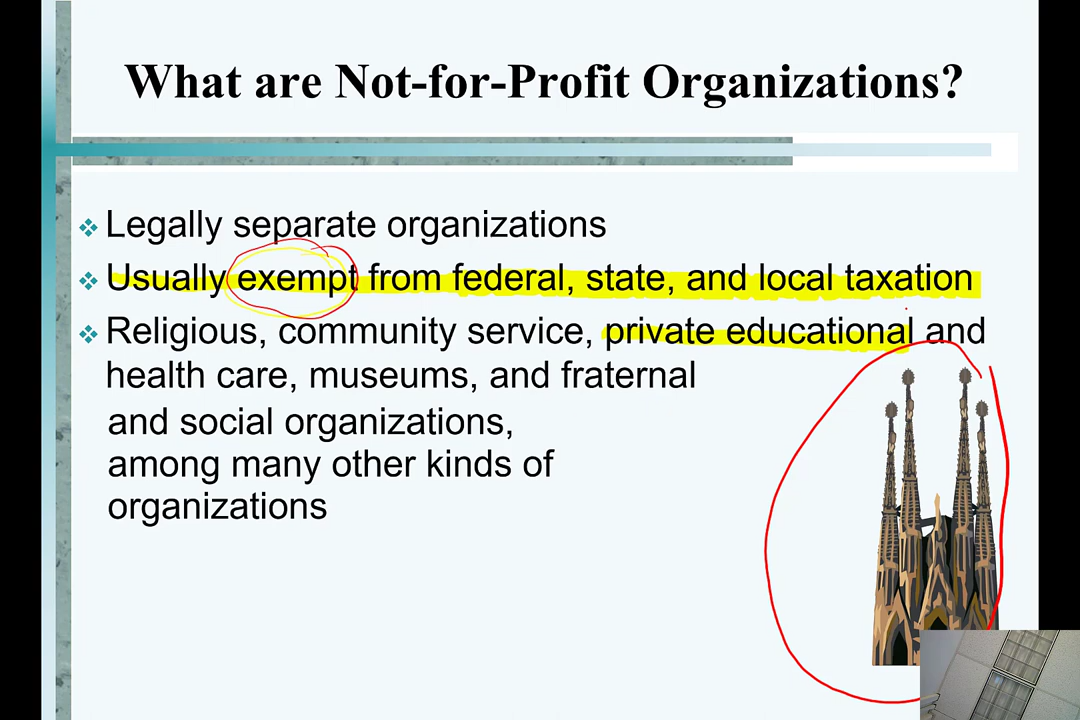 What are Not-for-Profit Organizations?
Legally separate organizations
Usually exempt from federal, state, and local taxation
Religious, community service, private educational and
health care, museums, and fraternal
and social organizations,
among many other kinds of
organizations